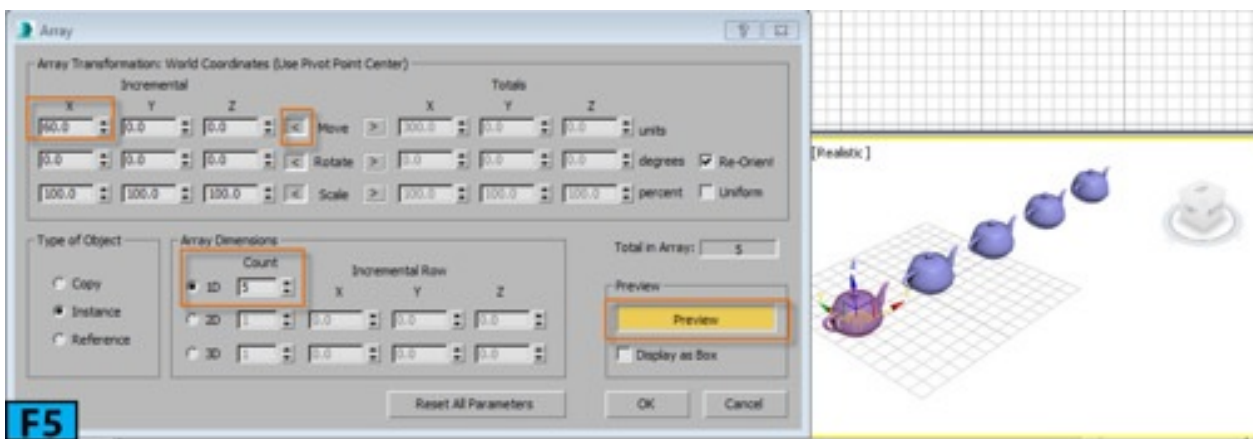 Array
Array Transformation: World Coordinates (Use Pivot Point Center)
Incremental Totals
X Y Z X Y Z
60.0 0.0 0.0 < Move > 300.0 0.0 0.0 units
0.0 0.0 0.0 < Rotate > 0.0 0.0 0.0 degrees Re-Orient
100.0 100.0 100.0 < Scale > 100.0 100.0 100.0 percent Uniform
Type of Object Array Dimensions Total in Array: 5
Count Incremental Row
Copy 1D 5 X Y Z Preview
Instance 2D 1 0.0 0.0 0.0 Preview
Reference 3D 1 0.0 0.0 0.0 Display as Box
Reset All Parameters OK Cancel
F5
[Realistic ]